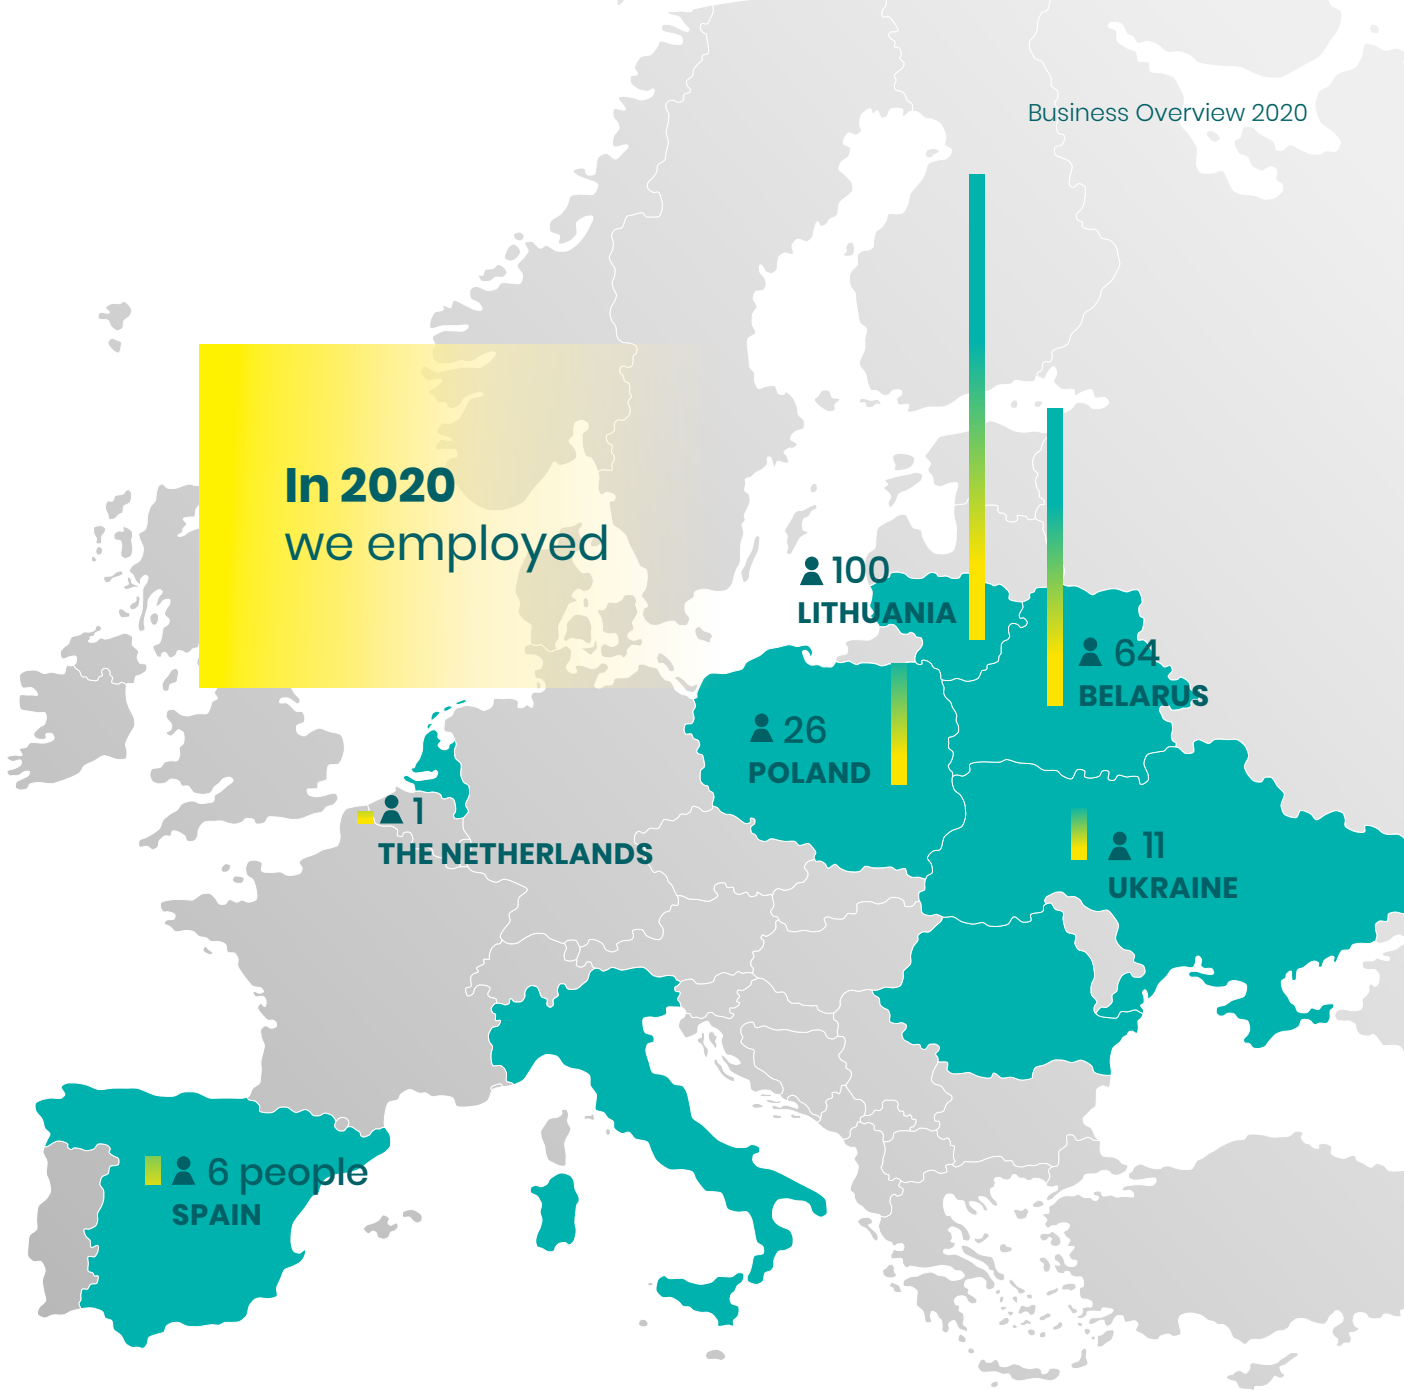 Business Overview 2020
In 2020
we employed
100
LITHUANIA
64
BELARUS
26
POLAND
1
THE NETHERLANDS
11
UKRAINE
6 people
SPAIN